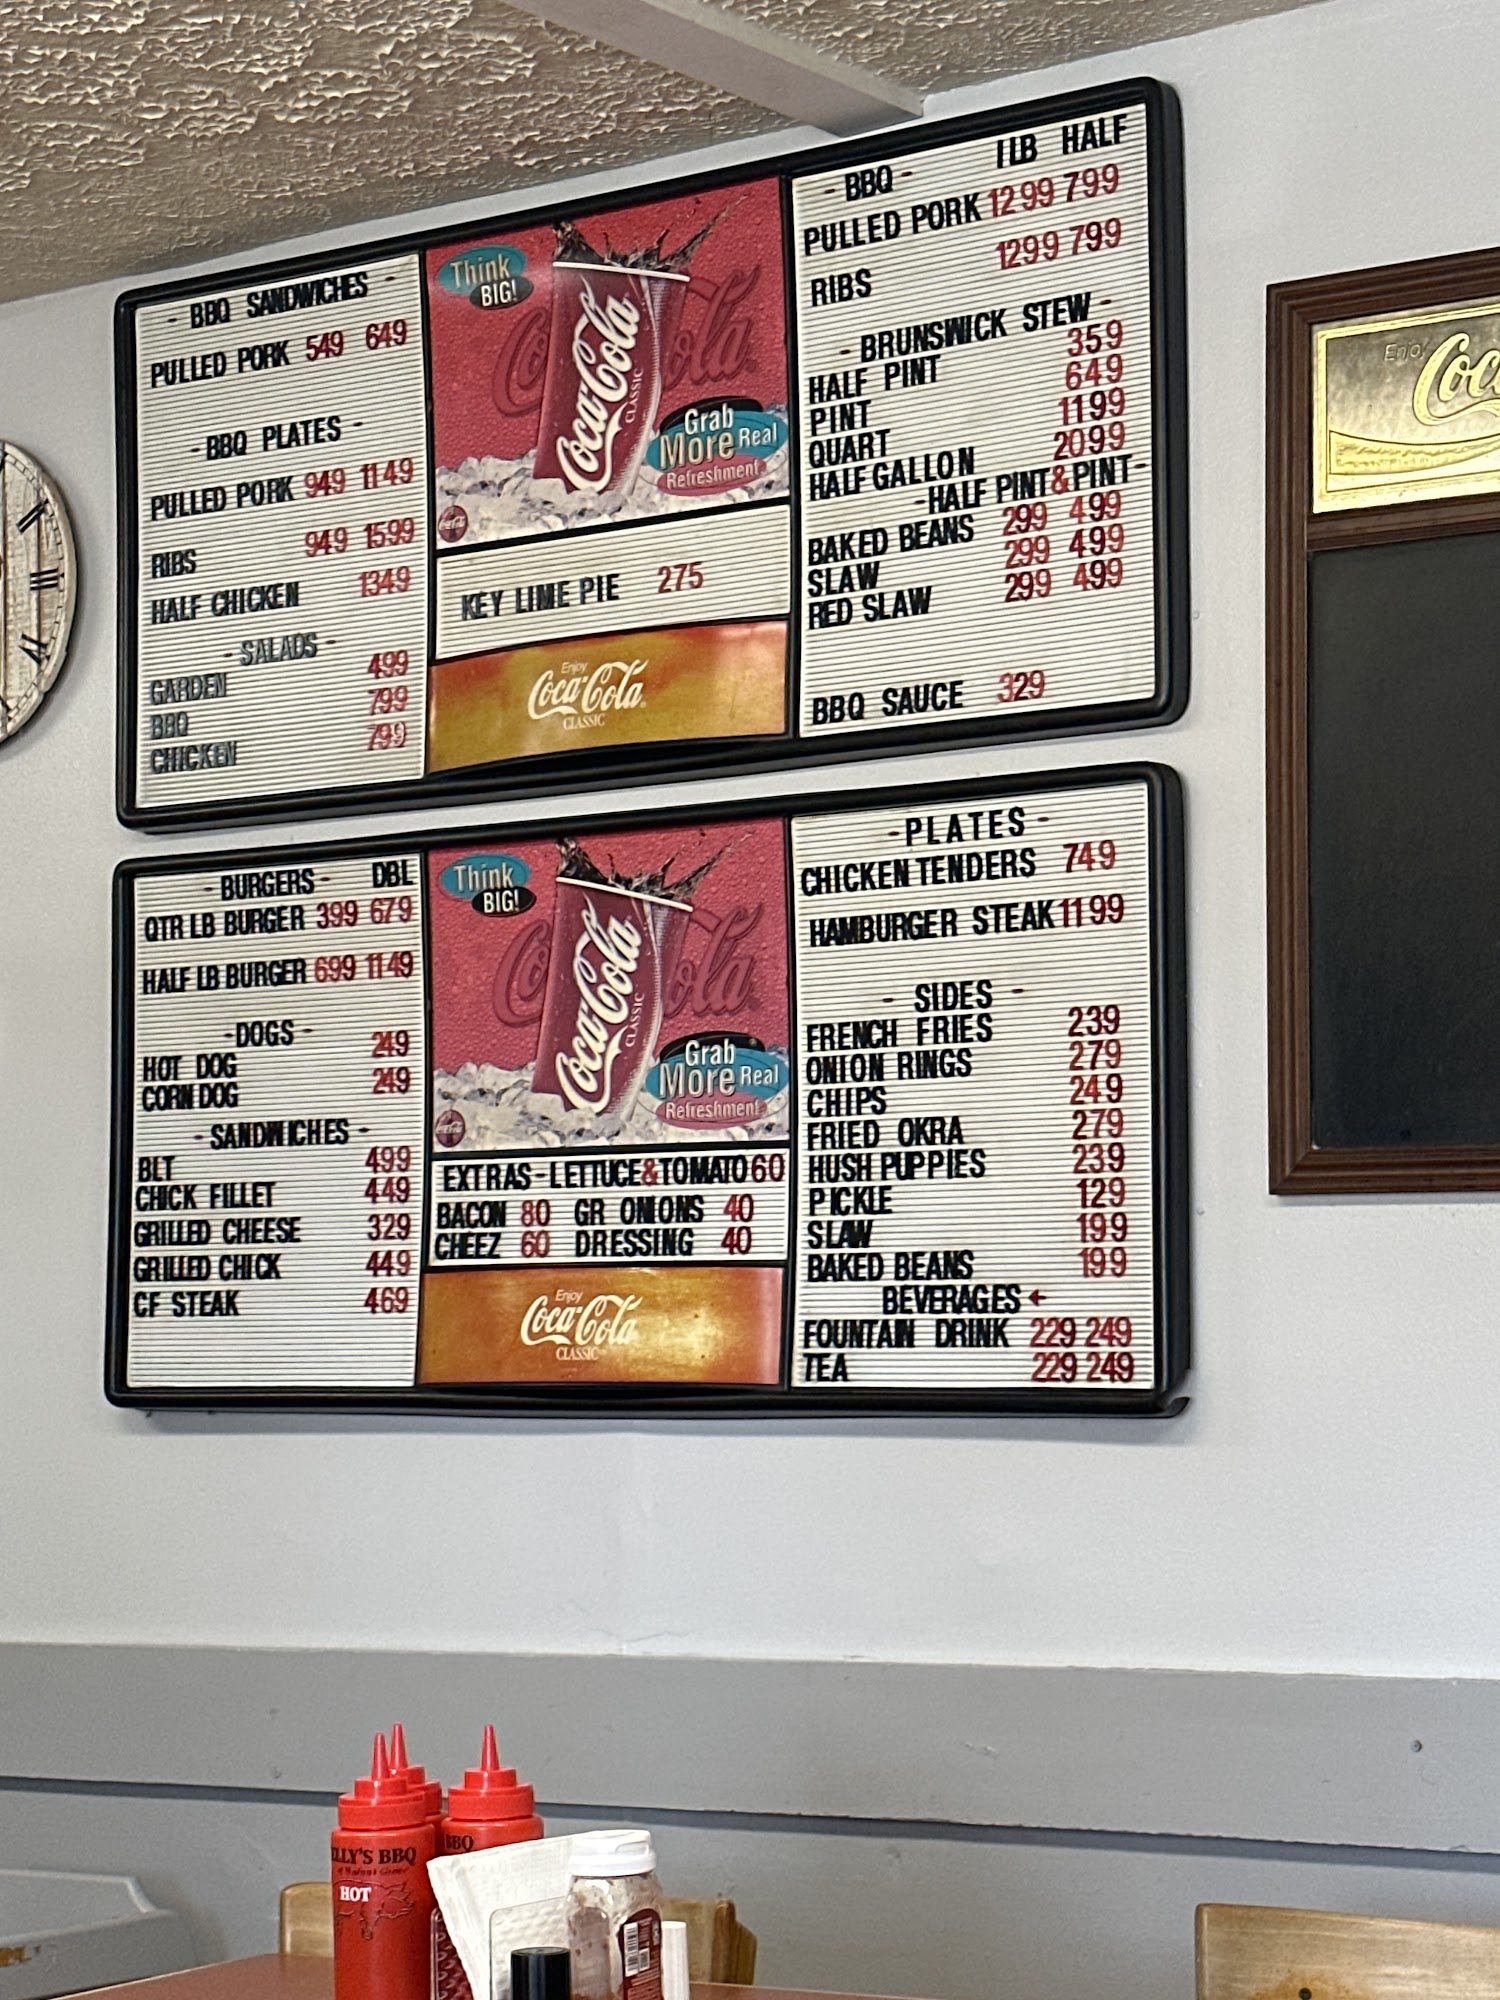 - BBQ SANDWICHES -
PULLED PORK 549 649
- BBQ PLATES -
PULLED PORK 949 1149
RIBS 949 1599
HALF CHICKEN 1349
- SALADS -
GARDEN 499
BBQ 799
CHICKEN 799
Think
BIG!
Coca-Cola
CLASSIC
Grab
More Real
Refreshment
KEY LIME PIE 275
Enjoy
Coca-Cola
CLASSIC
- BBQ - 1 LB HALF
PULLED PORK 1299 799
RIBS 1299 799
- BRUNSWICK STEW -
HALF PINT 359
PINT 649
QUART 1199
HALF GALLON 2099
- HALF PINT & PINT -
BAKED BEANS 299 499
SLAW 299 499
RED SLAW 299 499
BBQ SAUCE 329
Enjoy
- BURGERS - DBL
QTR LB BURGER 399 679
HALF LB BURGER 699 1149
- DOGS -
HOT DOG 249
CORN DOG 249
- SANDWICHES -
BLT 499
CHICK FILLET 449
GRILLED CHEESE 329
GRILLED CHICK 449
CF STEAK 469
Think
BIG!
Coca-Cola
CLASSIC
Grab
More Real
Refreshment
EXTRAS - LETTUCE & TOMATO 60
BACON 80 GR ONIONS 40
CHEEZ 60 DRESSING 40
Enjoy
Coca-Cola
CLASSIC
- PLATES -
CHICKEN TENDERS 749
HAMBURGER STEAK 1199
- SIDES -
FRENCH FRIES 239
ONION RINGS 279
CHIPS 249
FRIED OKRA 279
HUSH PUPPIES 239
PICKLE 129
SLAW 199
BAKED BEANS 199
BEVERAGES
FOUNTAIN DRINK 229 249
TEA 229 249
LLY'S BBQ
HOT
BBQ